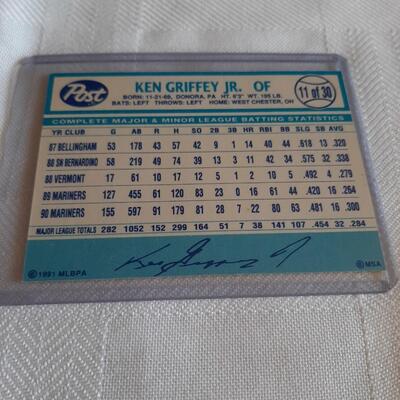 Post
KEN GRIFFEY JR. OF
11 of 30
BORN: 11-21-69, DONORA, PA HT. 6'3" WT. 195 LB.
BATS: LEFT THROWS: LEFT HOME: WEST CHESTER, OH
COMPLETE MAJOR & MINOR LEAGUE BATTING STATISTICS
YR CLUB G AB R H SO 2B 3B HR RBI BB SLG SB AVG
87 BELLINGHAM 53 178 43 57 42 9 1 14 40 44 .618 13 .320
88 SN BERNARDINO 58 219 50 74 39 13 3 11 42 34 .575 32 .338
88 VERMONT 17 61 10 17 12 5 1 2 10 5 .492 4 .279
89 MARINERS 127 455 61 120 83 23 0 16 61 44 .420 16 .264
90 MARINERS 155 597 91 179 81 28 7 22 80 63 .481 16 .300
MAJOR LEAGUE TOTALS 282 1052 152 299 164 51 7 38 141 107 .454 32 .284
Ken Griffey Jr
©1991 MLBPA
©MSA